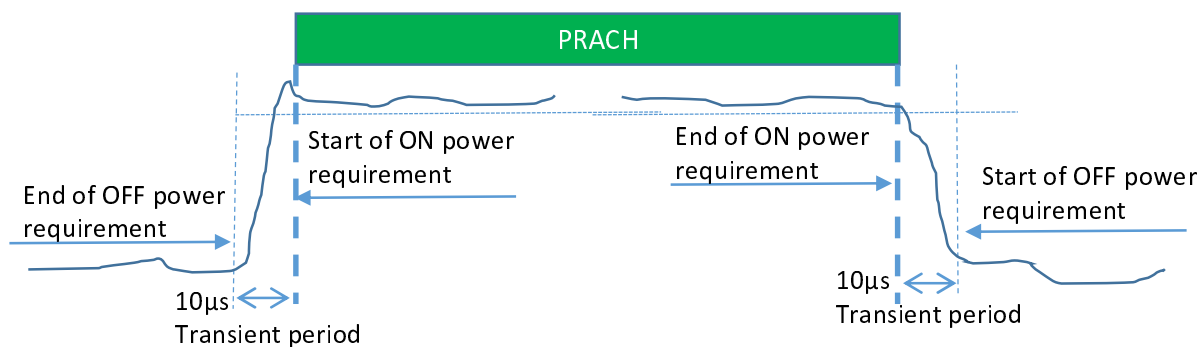 PRACH
Start of ON power
requirement
End of ON power
requirement
End of OFF power
requirement
Start of OFF power
requirement
10µs
Transient period
10µs
Transient period